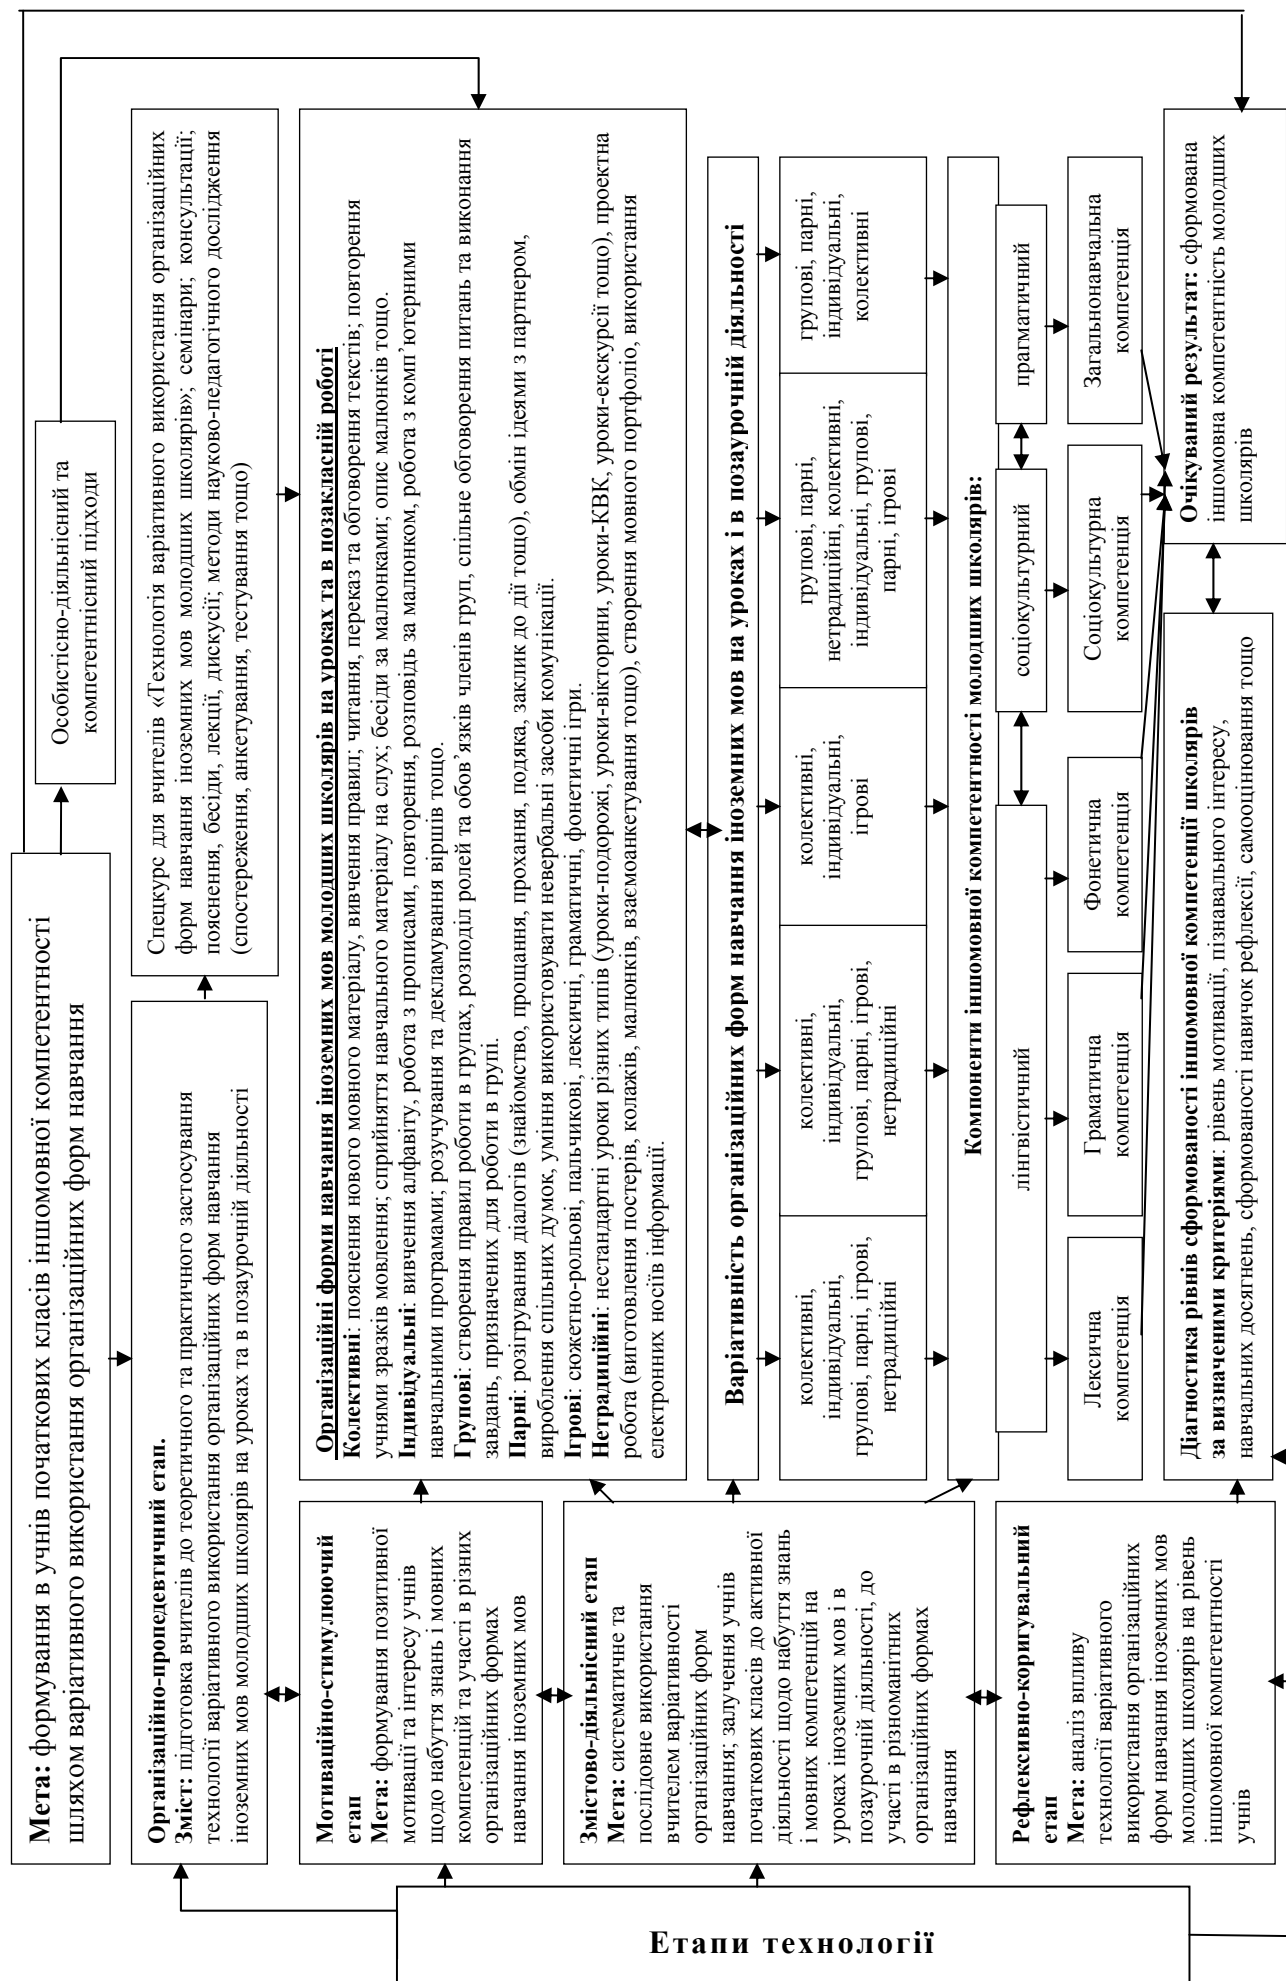 Мета: формування в учнів початкових класів іншомовної компетентності
шляхом варіативного використання організаційних форм навчання
Особистісно-діяльнісний та
компетентнісний підходи
Організаційно-пропедевтичний етап.
Зміст: підготовка вчителів до теоретичного та практичного застосування
технології варіативного використання організаційних форм навчання
іноземних мов молодших школярів на уроках та в позаурочній діяльності
Спецкурс для вчителів «Технологія варіативного використання організаційних
форм навчання іноземних мов молодших школярів»; семінари; консультації;
пояснення, бесіди, лекції, дискусії; методи науково-педагогічного дослідження
(спостереження, анкетування, тестування тощо)
Мотиваційно-стимулюючий
етап
Мета: формування позитивної
мотивації та інтересу учнів
щодо набуття знань і мовних
компетенцій та участі в різних
організаційних формах
навчання іноземних мов
Організаційні форми навчання іноземних мов молодших школярів на уроках та в позакласній роботі
Колективні: пояснення нового мовного матеріалу, вивчення правил; читання, переказ та обговорення текстів; повторення
учнями зразків мовлення; сприйняття навчального матеріалу на слух; бесіди за малюнками; опис малюнків тощо.
Індивідуальні: вивчення алфавіту, робота з прописами, повторення, розповідь за малюнком, робота з комп’ютерними
навчальними програмами; розучування та декламування віршів тощо.
Групові: створення правил роботи в групах, розподіл ролей та обов’язків членів груп, спільне обговорення питань та виконання
завдань, призначених для роботи в групі.
Парні: розігрування діалогів (знайомство, прощання, прохання, подяка, заклик до дії тощо), обмін ідеями з партнером,
вироблення спільних думок, уміння використовувати невербальні засоби комунікації.
Ігрові: сюжетно-рольові, пальчикові, лексичні, граматичні, фонетичні ігри.
Нетрадиційні: нестандартні уроки різних типів (уроки-подорожі, уроки-вікторини, уроки-КВК, уроки-екскурсії тощо), проектна
робота (виготовлення постерів, колажів, малюнків, взаємоанкетування тощо), створення мовного портфоліо, використання
електронних носіїв інформації.
Змістово-діяльнісний етап
Мета: систематичне та
послідовне використання
вчителем варіативності
організаційних форм
навчання; залучення учнів
початкових класів до активної
діяльності щодо набуття знань
і мовних компетенцій на
уроках іноземних мов і в
позаурочній діяльності, до
участі в різноманітних
організаційних формах
навчання
Варіативність організаційних форм навчання іноземних мов на уроках і в позаурочній діяльності
колективні,
індивідуальні,
групові, парні, ігрові,
нетрадиційні
колективні,
індивідуальні,
групові, парні, ігрові,
нетрадиційні
колективні,
індивідуальні,
ігрові
групові, парні,
нетрадиційні, колективні,
індивідуальні, групові,
парні, ігрові
групові, парні,
індивідуальні,
колективні
Компоненти іншомовної компетентності молодших школярів:
лінгвістичний
соціокультурний
прагматичний
Лексична
компетенція
Граматична
компетенція
Фонетична
компетенція
Соціокультурна
компетенція
Загальнонавчальна
компетенція
Рефлексивно-коригувальний
етап
Мета: аналіз впливу
технології варіативного
використання організаційних
форм навчання іноземних мов
молодших школярів на рівень
іншомовної компетентності
учнів
Діагностика рівнів сформованості іншомовної компетенції школярів
за визначеними критеріями: рівень мотивації, пізнавального інтересу,
навчальних досягнень, сформованості навичок рефлексії, самооцінювання тощо
Очікуваний результат: сформована
іншомовна компетентність молодших
школярів
Етапи технології